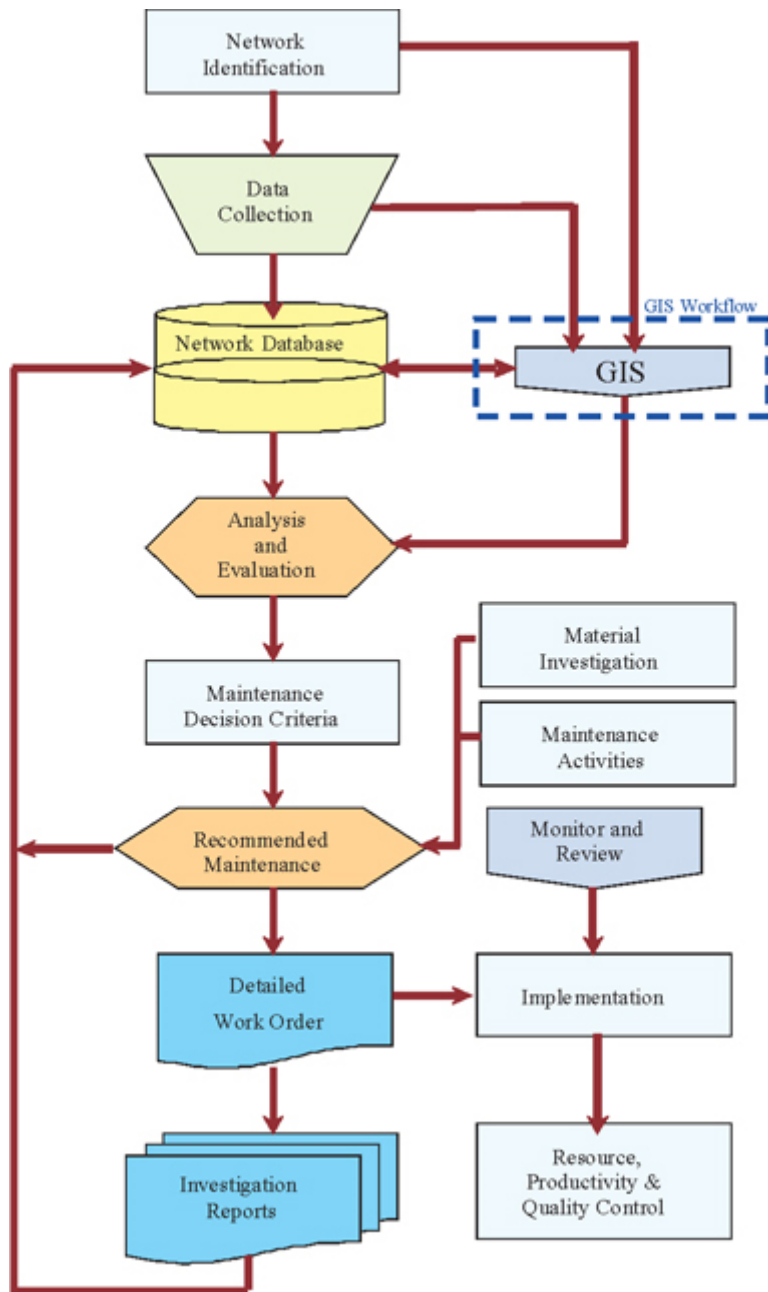 Network
Identification
Data
Collection
GIS Workflow
Network Database
GIS
Analysis
and
Evaluation
Material
Investigation
Maintenance
Decision Criteria
Maintenance
Activities
Recommended
Maintenance
Monitor and
Review
Detailed
Work Order
Implementation
Investigation
Reports
Resource,
Productivity &
Quality Control